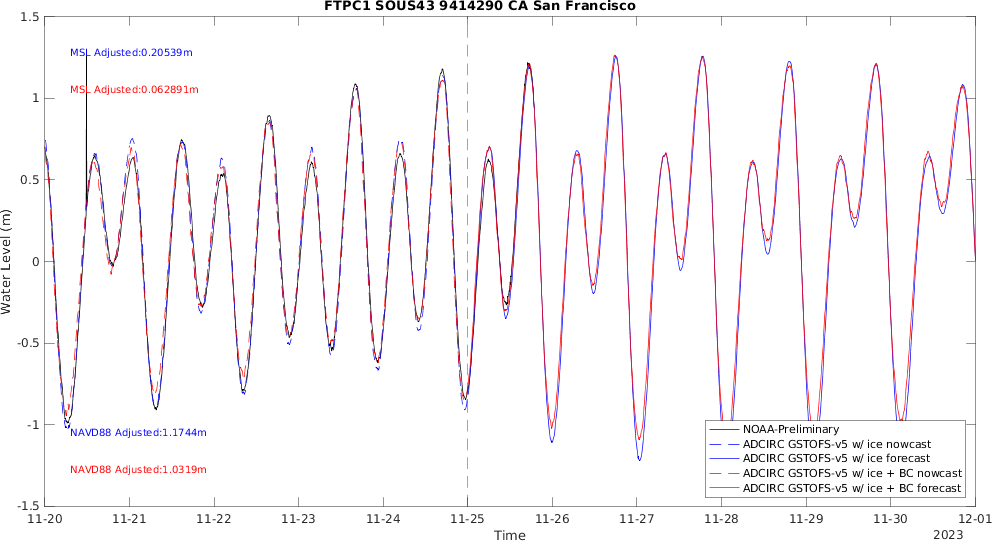 FTPC1 SOUS43 9414290 CA San Francisco
1.5
MSL Adjusted:0.20539m
MSL Adjusted:0.062891m
1
0.5
0
-0.5
-1
-1.5
Water Level (m)
NAVD88 Adjusted:1.1744m
NAVD88 Adjusted:1.0319m
NOAA-Preliminary
ADCIRC GSTOFS-v5 w/ ice nowcast
ADCIRC GSTOFS-v5 w/ ice forecast
ADCIRC GSTOFS-v5 w/ ice + BC nowcast
ADCIRC GSTOFS-v5 w/ ice + BC forecast
11-20 11-21 11-22 11-23 11-24 11-25 11-26 11-27 11-28 11-29 11-30 12-01
Time
2023